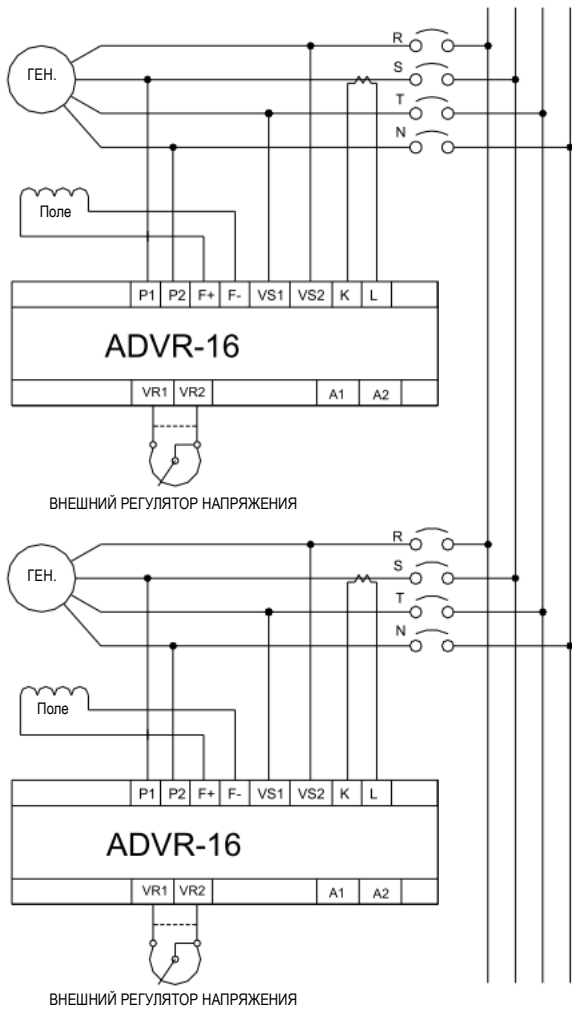 R
ГЕН.
S
T
N
Поле
P1 P2 F+ F- VS1 VS2 K L
ADVR-16
VR1 VR2 A1 A2
ВНЕШНИЙ РЕГУЛЯТОР НАПРЯЖЕНИЯ
R
ГЕН.
S
T
N
Поле
P1 P2 F+ F- VS1 VS2 K L
ADVR-16
VR1 VR2 A1 A2
ВНЕШНИЙ РЕГУЛЯТОР НАПРЯЖЕНИЯ